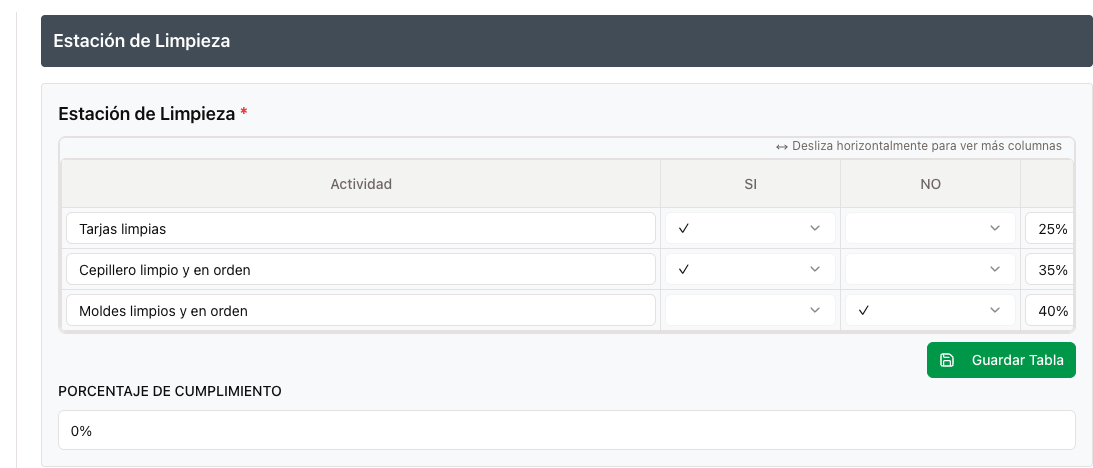 Estación de Limpieza
Estación de Limpieza *
↔ Desliza horizontalmente para ver más columnas
Actividad SI NO
Tarjas limpias ✓ 25%
Cepillero limpio y en orden ✓ 35%
Moldes limpios y en orden ✓ 40%
Guardar Tabla
PORCENTAJE DE CUMPLIMIENTO
0%